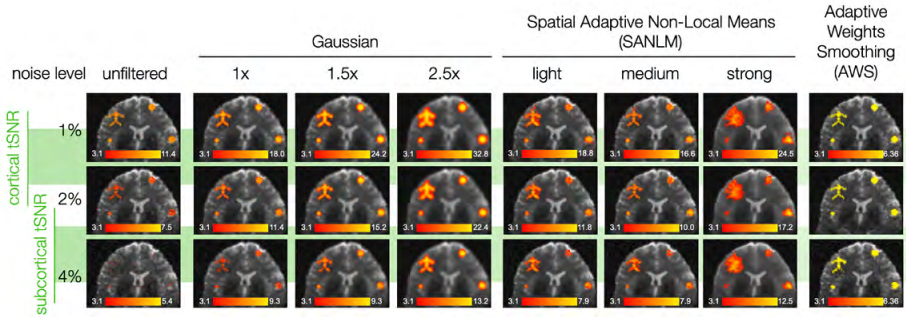 Spatial Adaptive Non-Local Means
(SANLM)
Adaptive
Weights
Smoothing
(AWS)
Gaussian
noise level unfiltered 1x 1.5x 2.5x light medium strong
cortical tSNR
subcortical tSNR
1%
3.1 11.4 3.1 18.0 3.1 24.2 3.1 32.8 3.1 18.8 3.1 16.6 3.1 24.5 3.1 6.36
2%
3.1 7.5 3.1 11.4 3.1 15.2 3.1 22.4 3.1 11.8 3.1 10.0 3.1 17.2 3.1 6.36
4%
3.1 5.4 3.1 9.3 3.1 9.3 3.1 13.2 3.1 7.9 3.1 7.9 3.1 12.5 3.1 6.36